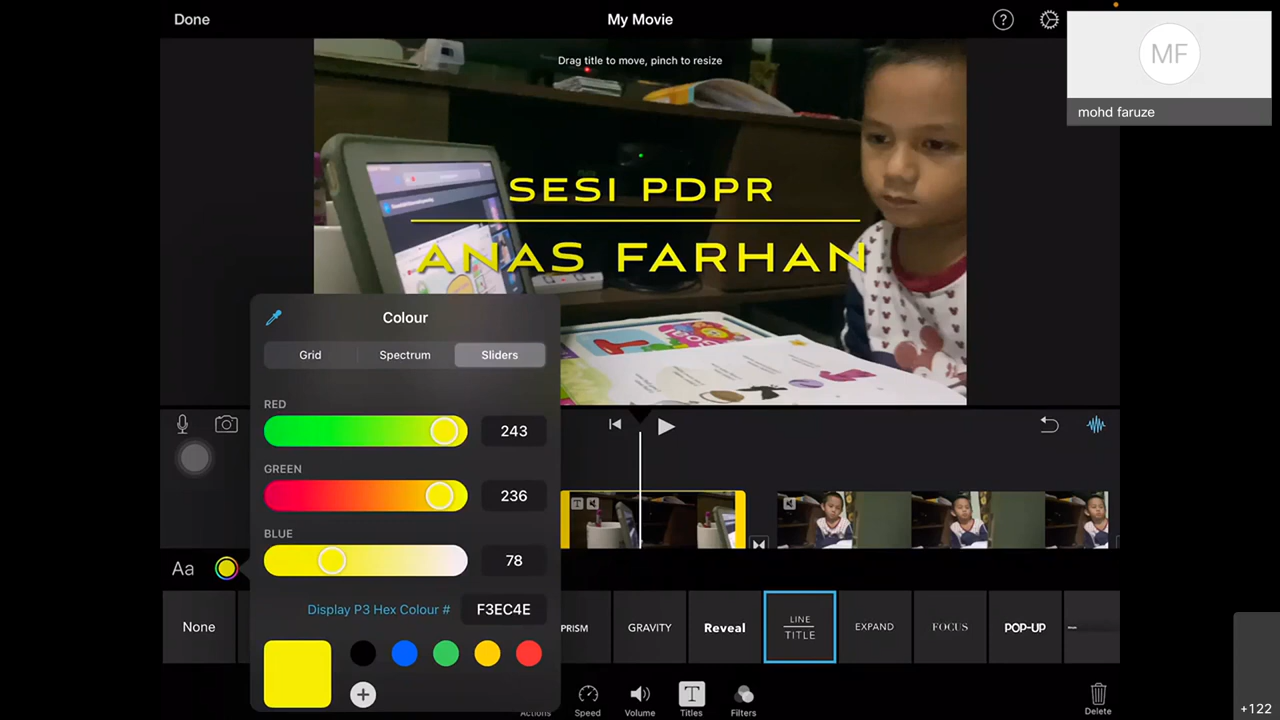 Done
My Movie
?
MF
mohd faruze
Drag title to move, pinch to resize
SESI PDPR
ANAS FARHAN
Colour
Grid
Spectrum
Sliders
RED
243
GREEN
236
BLUE
78
Display P3 Hex Colour #
F3EC4E
Aa
None
PRISM
GRAVITY
Reveal
LINE
TITLE
EXPAND
FOCUS
POP-UP
Actions
Speed
Volume
T
Titles
Filters
Delete
+122